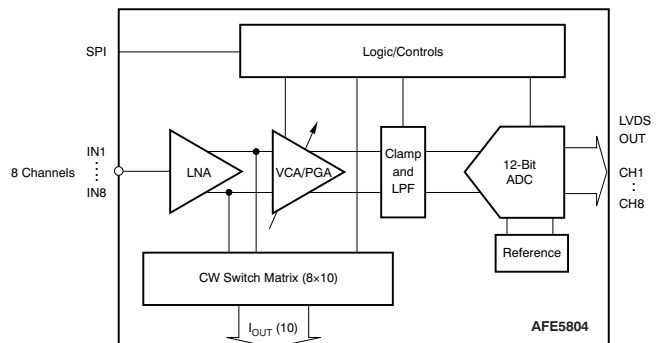 SPI
Logic/Controls
8 Channels
IN1
IN8
LNA
VCA/PGA
Clamp
and
LPF
12-Bit
ADC
LVDS
OUT
CH1
CH8
Reference
CW Switch Matrix (8×10)
IOUT (10)
AFE5804